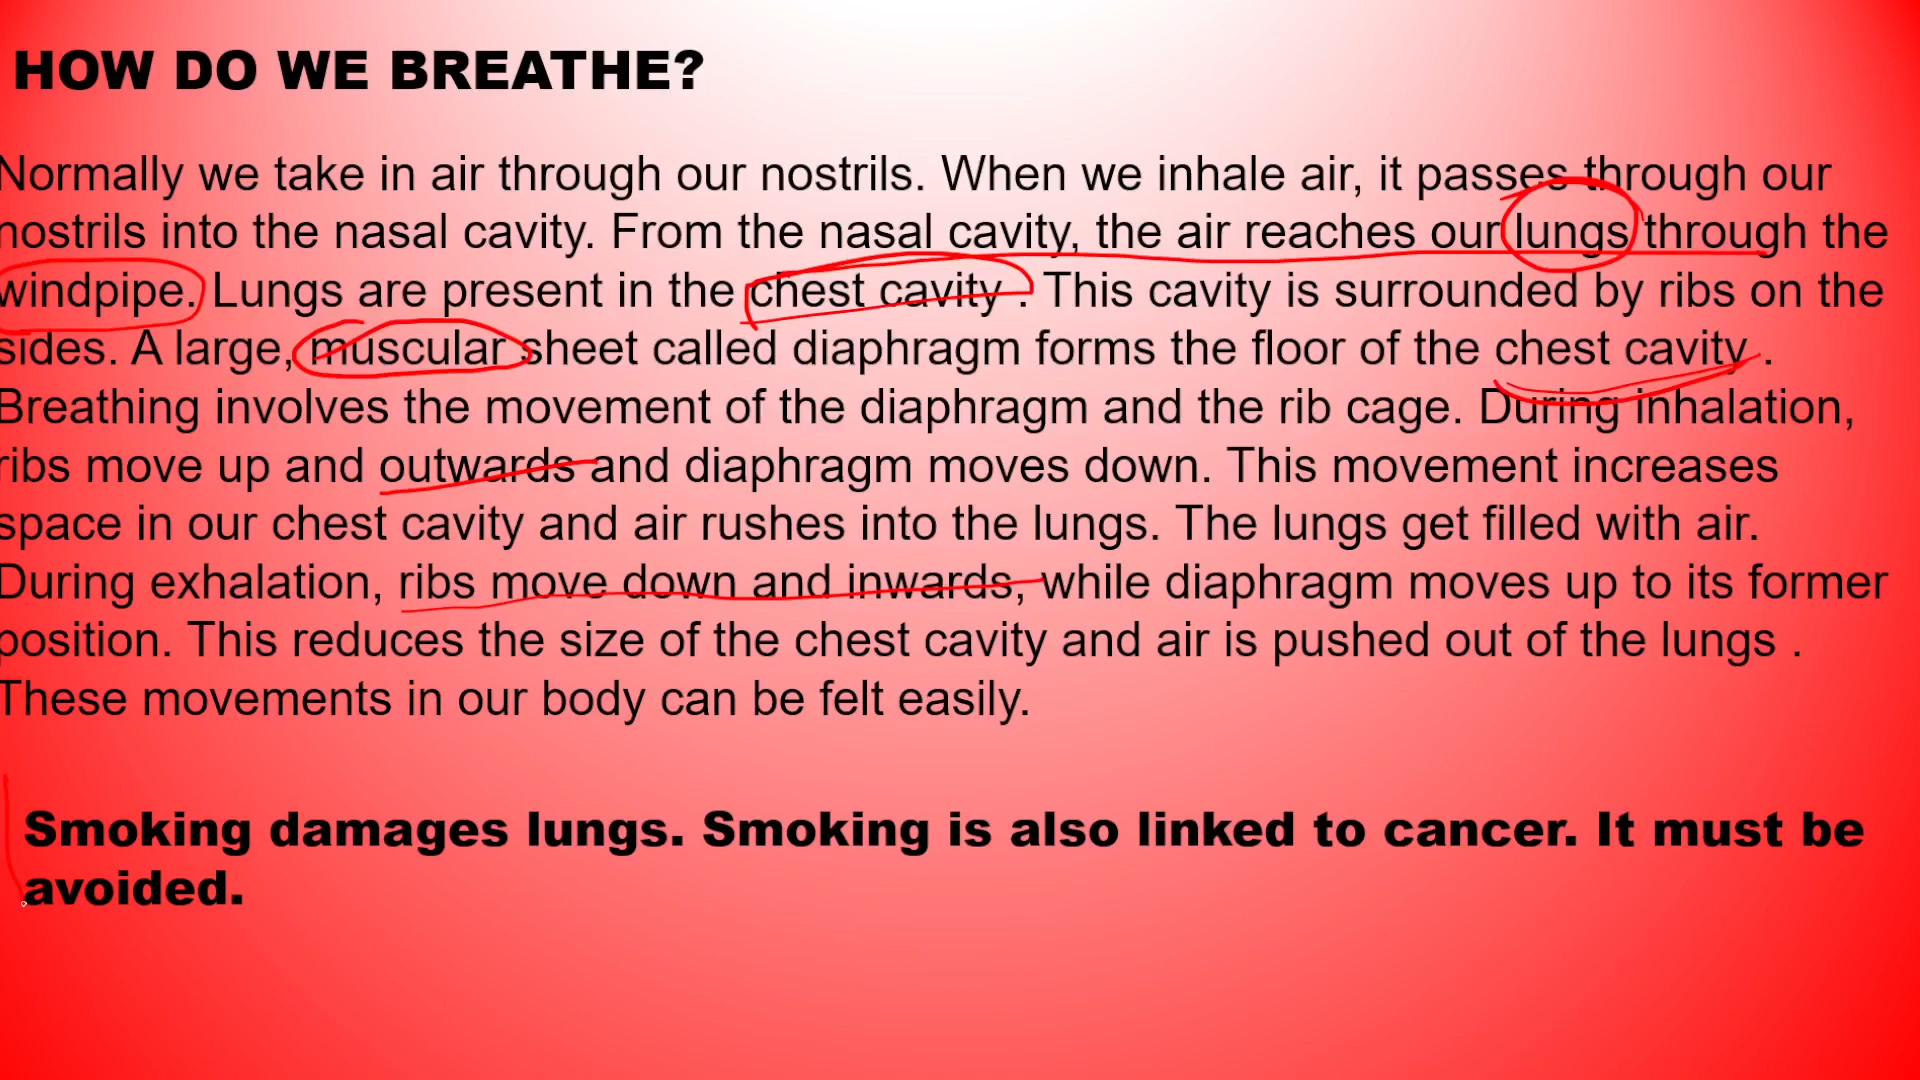 HOW DO WE BREATHE?
Normally we take in air through our nostrils. When we inhale air, it passes through our
nostrils into the nasal cavity. From the nasal cavity, the air reaches our lungs through the
windpipe. Lungs are present in the chest cavity . This cavity is surrounded by ribs on the
sides. A large, muscular sheet called diaphragm forms the floor of the chest cavity .
Breathing involves the movement of the diaphragm and the rib cage. During inhalation,
ribs move up and outwards and diaphragm moves down. This movement increases
space in our chest cavity and air rushes into the lungs. The lungs get filled with air.
During exhalation, ribs move down and inwards, while diaphragm moves up to its former
position. This reduces the size of the chest cavity and air is pushed out of the lungs .
These movements in our body can be felt easily.
Smoking damages lungs. Smoking is also linked to cancer. It must be
avoided.